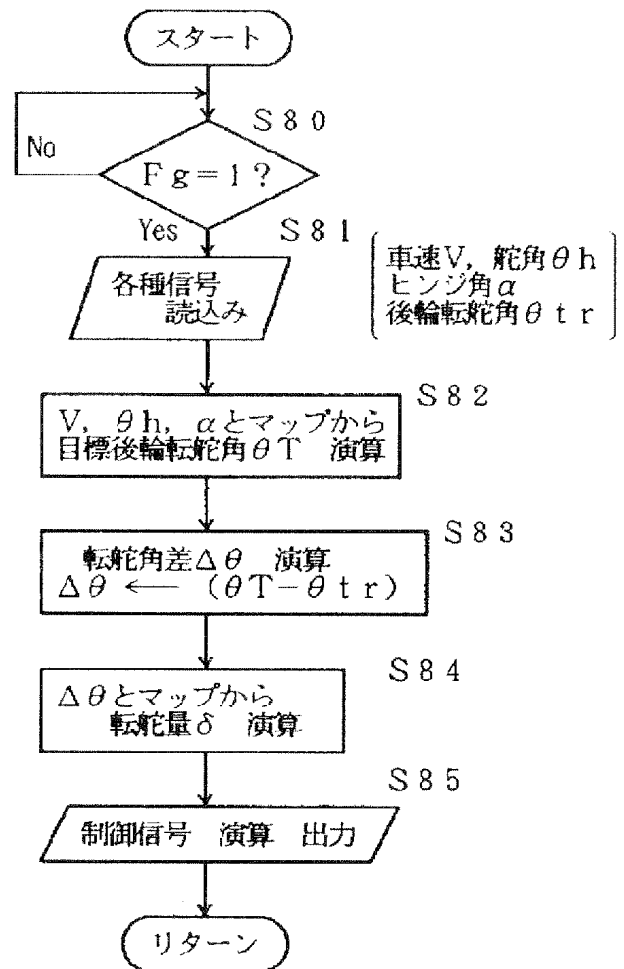 スタート
S80
No
Fg=1?
Yes
S81
各種信号
読込み
車速V, 舵角θh
ヒンジ角α
後輪転舵角θtr
S82
V, θh, αとマップから
目標後輪転舵角θT 演算
S83
転舵角差Δθ 演算
Δθ ← (θT-θtr)
S84
Δθとマップから
転舵量δ 演算
S85
制御信号 演算 出力
リターン